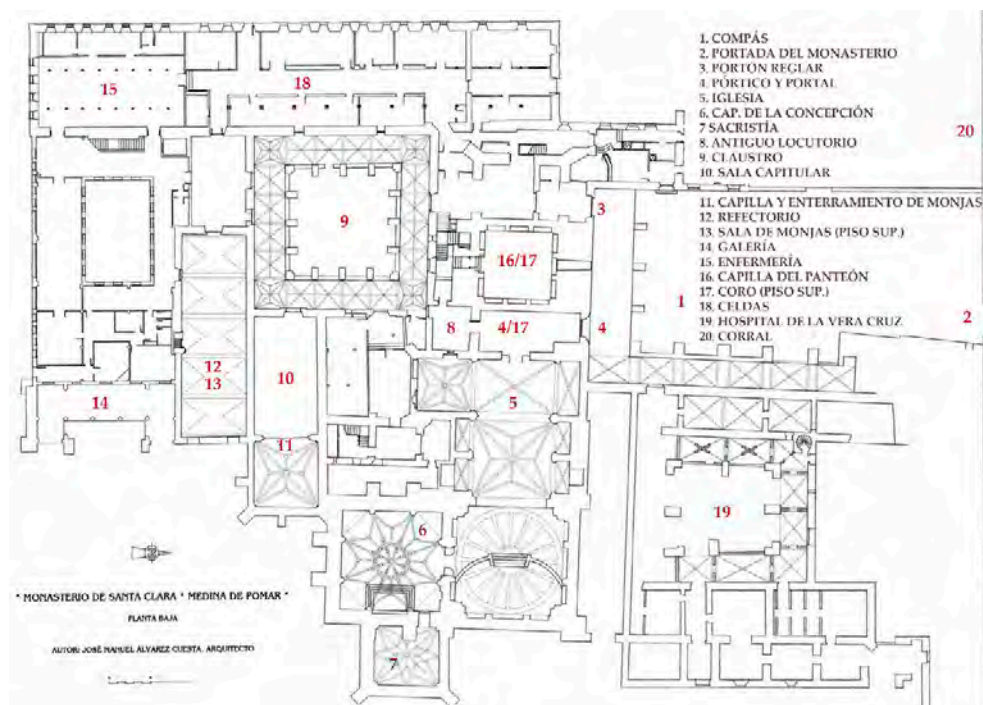 1. COMPÁS
2. PORTADA DEL MONASTERIO
3. PORTÓN REGLAR
4. PÓRTICO Y PORTAL
5. IGLESIA
6. CAP. DE LA CONCEPCIÓN
7 SACRISTÍA
8. ANTIGUO LOCUTORIO
9. CLAUSTRO
10. SALA CAPITULAR
11. CAPILLA Y ENTERRAMIENTO DE MONJAS
12. REFECTORIO
13. SALA DE MONJAS (PISO SUP.)
14. GALERÍA
15. ENFERMERÍA
16. CAPILLA DEL PANTEÓN
17. CORO (PISO SUP.)
18. CELDAS
19. HOSPITAL DE LA VERA CRUZ
20. CORRAL
15
18
20
9
3
16/17
1
2
8
4/17
4
12
13
10
5
14
11
19
6
7
" MONASTERIO DE SANTA CLARA " MEDINA DE POMAR "
PLANTA BAJA
AUTOR: JOSÉ MANUEL ÁLVAREZ CUESTA, ARQUITECTO